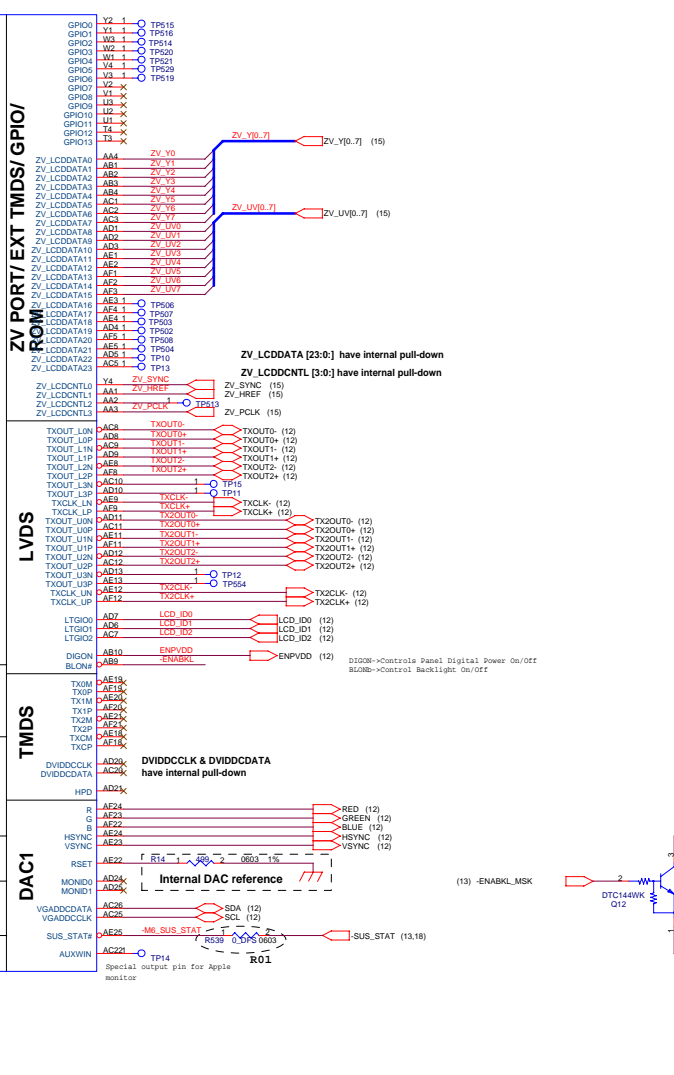 GPIO0 Y2 1 TP515
GPIO1 Y1 1 TP516
GPIO2 W3 1 TP514
GPIO3 W2 1 TP520
GPIO4 W1 1 TP521
GPIO5 V4 1 TP529
GPIO6 V3 1 TP519
GPIO7 V2
GPIO8 V1
GPIO9 U3
GPIO10 U2
GPIO11 U1
GPIO12 T4
GPIO13 T3
ZV PORT/ EXT TMDS/ GPIO/
ROM
ZV_Y[0..7] ZV_Y[0..7] (15)
ZV_LCDDATA0 AA4 ZV_Y0
ZV_LCDDATA1 AB1 ZV_Y1
ZV_LCDDATA2 AB2 ZV_Y2
ZV_LCDDATA3 AB3 ZV_Y3
ZV_LCDDATA4 AB4 ZV_Y4
ZV_LCDDATA5 AC1 ZV_Y5
ZV_LCDDATA6 AC2 ZV_Y6
ZV_LCDDATA7 AC3 ZV_Y7
ZV_UV[0..7] ZV_UV[0..7] (15)
ZV_LCDDATA8 AD1 ZV_UV0
ZV_LCDDATA9 AD2 ZV_UV1
ZV_LCDDATA10 AD3 ZV_UV2
ZV_LCDDATA11 AE1 ZV_UV3
ZV_LCDDATA12 AE2 ZV_UV4
ZV_LCDDATA13 AF1 ZV_UV5
ZV_LCDDATA14 AF2 ZV_UV6
ZV_LCDDATA15 AF3 ZV_UV7
ZV_LCDDATA16 AE3 1 TP506
ZV_LCDDATA17 AF4 1 TP507
ZV_LCDDATA18 AE4 1 TP503
ZV_LCDDATA19 AD4 1 TP502
ZV_LCDDATA20 AF5 1 TP508
ZV_LCDDATA21 AE5 1 TP504
ZV_LCDDATA22 AD5 1 TP10
ZV_LCDDATA23 AC5 1 TP13
ZV_LCDDATA [23:0:] have internal pull-down
ZV_LCDDCNTL [3:0:] have internal pull-down
ZV_LCDCNTL0 Y4 ZV_SYNC ZV_SYNC (15)
ZV_LCDCNTL1 AA1 ZV_HREF ZV_HREF (15)
ZV_LCDCNTL2 AA2 1 TP513
ZV_LCDCNTL3 AA3 ZV_PCLK ZV_PCLK (15)
LVDS
TXOUT_L0N AC8 TXOUT0- TXOUT0- (12)
TXOUT_L0P AD8 TXOUT0+ TXOUT0+ (12)
TXOUT_L1N AC9 TXOUT1- TXOUT1- (12)
TXOUT_L1P AD9 TXOUT1+ TXOUT1+ (12)
TXOUT_L2N AE8 TXOUT2- TXOUT2- (12)
TXOUT_L2P AF8 TXOUT2+ TXOUT2+ (12)
TXOUT_L3N AC10 1 TP15
TXOUT_L3P AD10 1 TP11
TXCLK_LN AE9 TXCLK- TXCLK- (12)
TXCLK_LP AF9 TXCLK+ TXCLK+ (12)
TXOUT_U0N AD11 TX2OUT0- TX2OUT0- (12)
TXOUT_U0P AC11 TX2OUT0+ TX2OUT0+ (12)
TXOUT_U1N AE11 TX2OUT1- TX2OUT1- (12)
TXOUT_U1P AF11 TX2OUT1+ TX2OUT1+ (12)
TXOUT_U2N AD12 TX2OUT2- TX2OUT2- (12)
TXOUT_U2P AC12 TX2OUT2+ TX2OUT2+ (12)
TXOUT_U3N AD13 1 TP12
TXOUT_U3P AE13 1 TP554
TXCLK_UN AE12 TX2CLK- TX2CLK- (12)
TXCLK_UP AF12 TX2CLK+ TX2CLK+ (12)
LTGIO0 AD7 LCD_ID0 LCD_ID0 (12)
LTGIO1 AD6 LCD_ID1 LCD_ID1 (12)
LTGIO2 AC7 LCD_ID2 LCD_ID2 (12)
DIGON AB10 ENPVDD ENPVDD (12)
BLON# AB9 -ENABKL
DIGON->Controls Panel Digital Power On/Off
BLONb->Control Backlight On/Off
TMDS
TX0M AE19
TX0P AF19
TX1M AE20
TX1P AF20
TX2M AE21
TX2P AF21
TXCM AE18
TXCP AF18
DVIDDCCLK AD20
DVIDDCDATA AC20
DVIDDCCLK & DVIDDCDATA
have internal pull-down
HPD AD21
DAC1
R AF24 RED (12)
G AF23 GREEN (12)
B AF22 BLUE (12)
HSYNC AE24 HSYNC (12)
VSYNC AE23 VSYNC (12)
RSET AE22 R14 1 499 2 0603 1%
Internal DAC reference
MONID0 AD24
MONID1 AD25
VGADDCDATA AC26 SDA (12)
VGADDCCLK AC25 SCL (12)
SUS_STAT# AE25 -M6_SUS_STAT 1 2 -SUS_STAT (13,18)
R539 0_DFS 0603
R01
AUXWIN AC22 1 TP14
Special output pin for Apple
monitor
(13) -ENABKL_MSK 2 3
DTC144WK
Q12
1